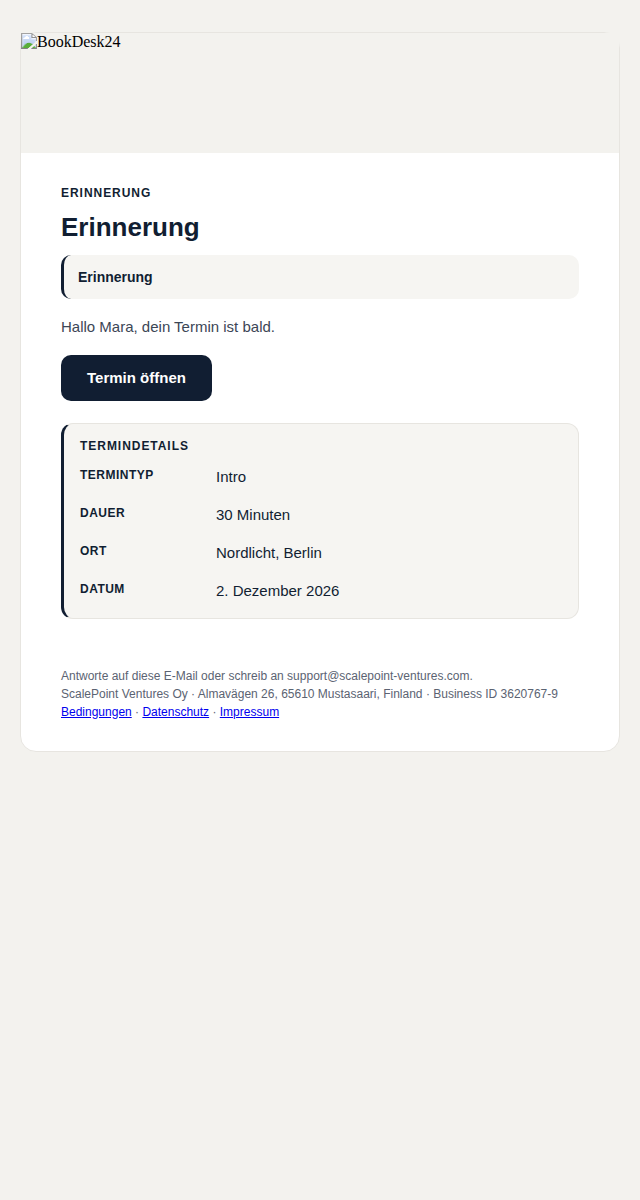 BookDesk24
ERINNERUNG
Erinnerung
Erinnerung
Hallo Mara, dein Termin ist bald.
Termin öffnen
TERMINDETAILS
TERMINTYP Intro
DAUER 30 Minuten
ORT Nordlicht, Berlin
DATUM 2. Dezember 2026
Antworte auf diese E-Mail oder schreib an support@scalepoint-ventures.com.
ScalePoint Ventures Oy · Almavägen 26, 65610 Mustasaari, Finland · Business ID 3620767-9
Bedingungen · Datenschutz · Impressum